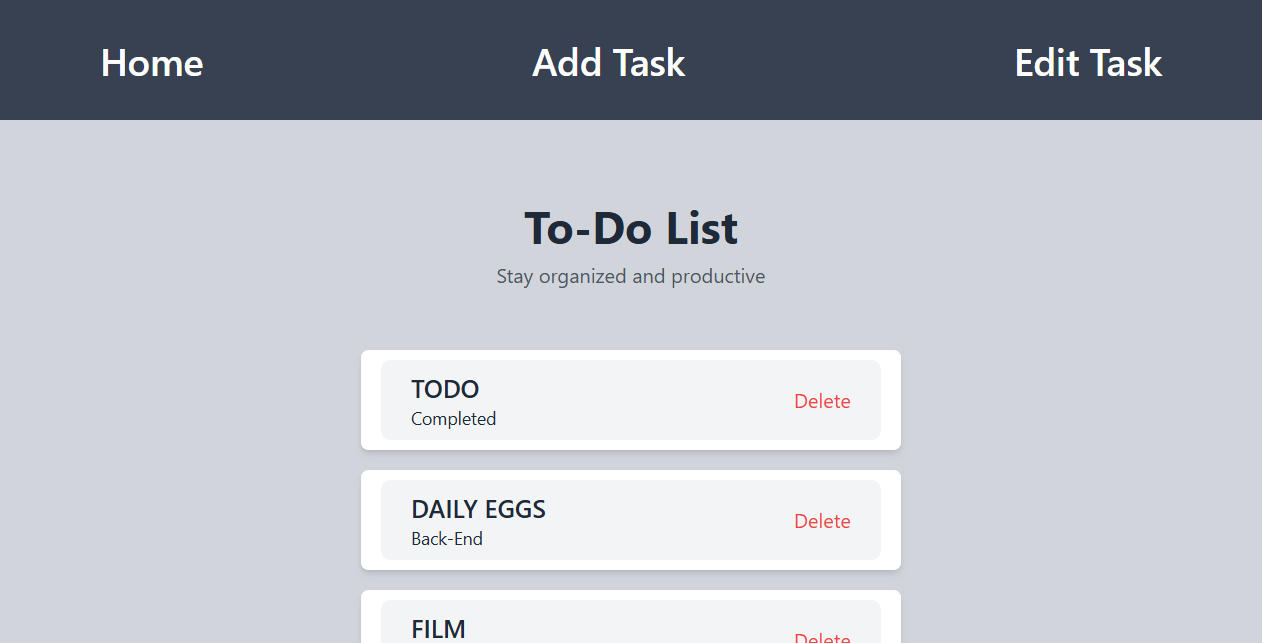 Home Add Task Edit Task
To-Do List
Stay organized and productive
TODO
Completed
Delete
DAILY EGGS
Back-End
Delete
FILM
Delete